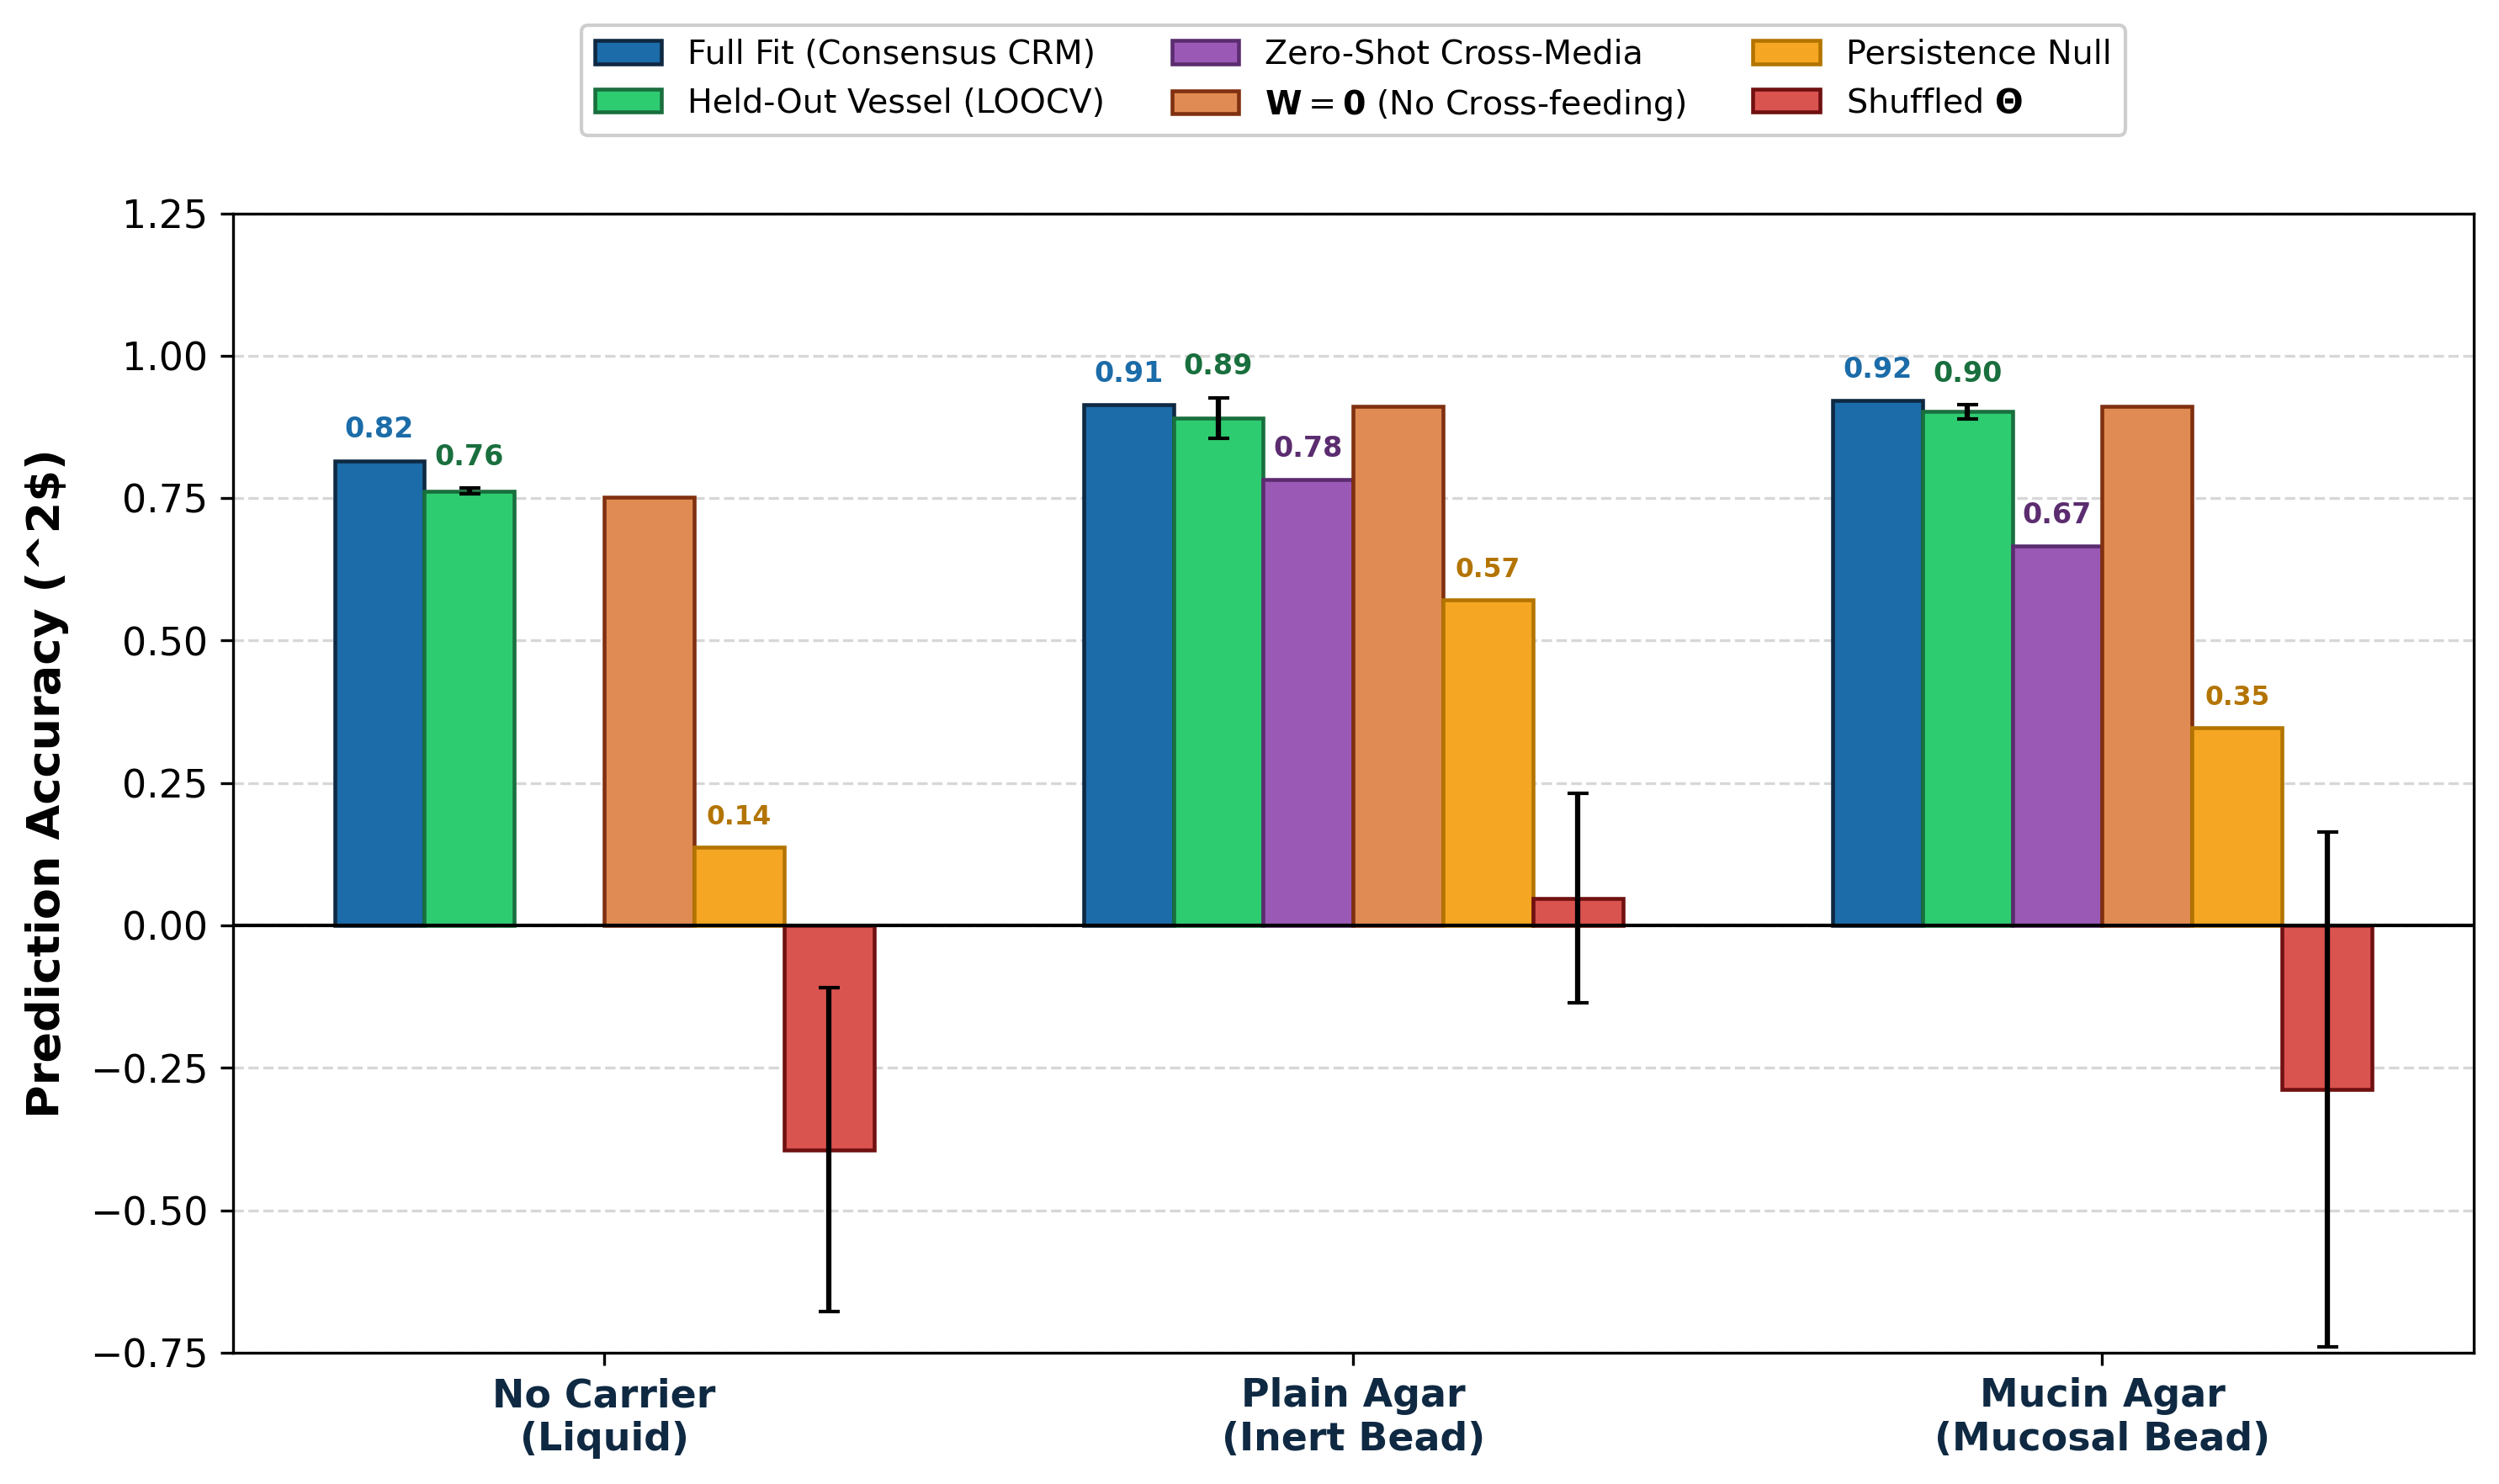 Full Fit (Consensus CRM)
Held-Out Vessel (LOOCV)
Zero-Shot Cross-Media
W = 0 (No Cross-feeding)
Persistence Null
Shuffled Θ
Prediction Accuracy (^2$)
1.25
1.00
0.75
0.50
0.25
0.00
−0.25
−0.50
−0.75
0.82
0.76
0.14
0.91
0.89
0.78
0.57
0.92
0.90
0.67
0.35
No Carrier
(Liquid)
Plain Agar
(Inert Bead)
Mucin Agar
(Mucosal Bead)